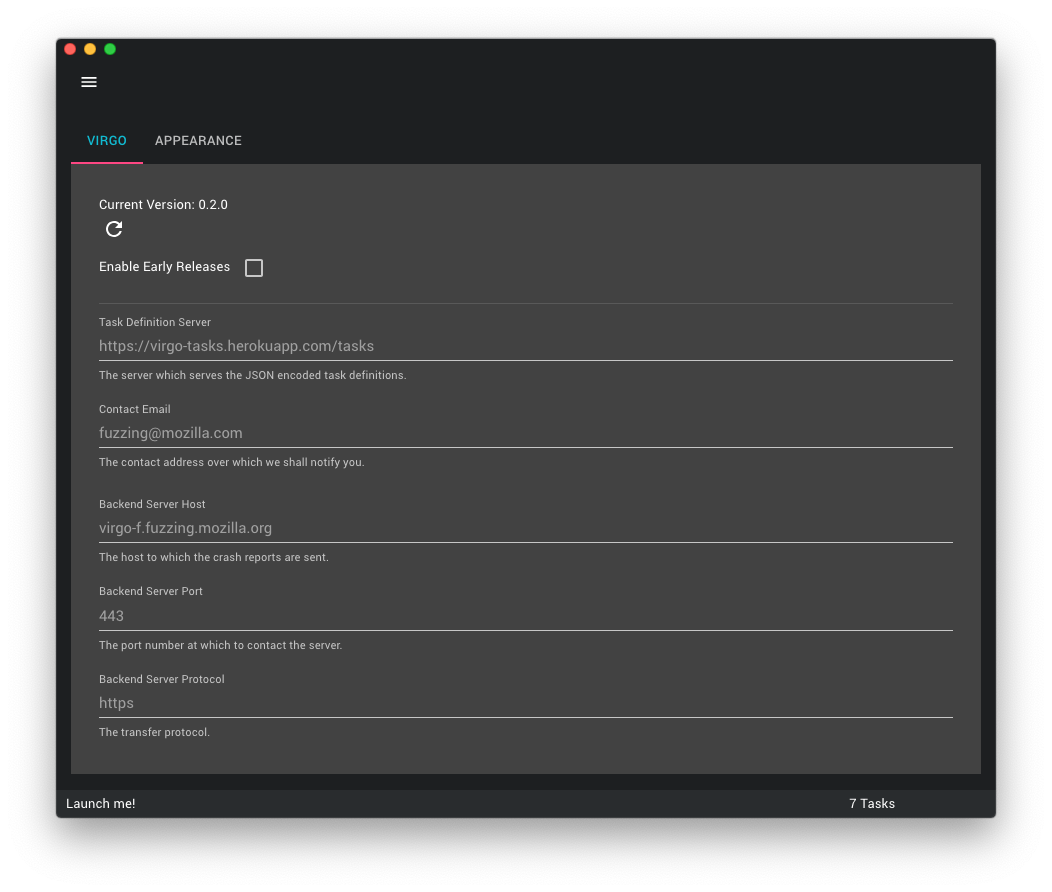 VIRGO APPEARANCE
Current Version: 0.2.0
Enable Early Releases
Task Definition Server
https://virgo-tasks.herokuapp.com/tasks
The server which serves the JSON encoded task definitions.
Contact Email
fuzzing@mozilla.com
The contact address over which we shall notify you.
Backend Server Host
virgo-f.fuzzing.mozilla.org
The host to which the crash reports are sent.
Backend Server Port
443
The port number at which to contact the server.
Backend Server Protocol
https
The transfer protocol.
Launch me! 7 Tasks